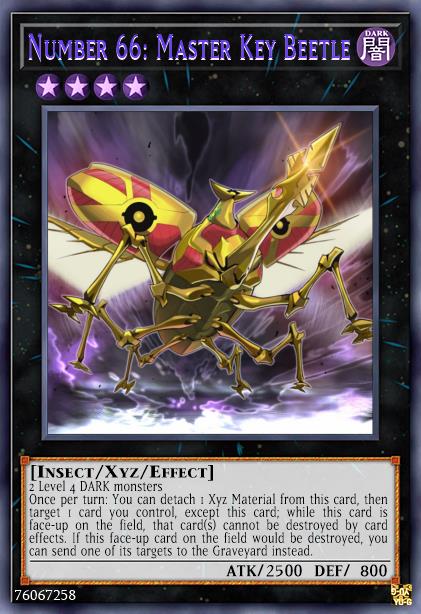 Number 66: Master Key Beetle
DARK
闇
[Insect/Xyz/Effect]
2 Level 4 DARK monsters
Once per turn: You can detach 1 Xyz Material from this card, then
target 1 card you control, except this card; while this card is
face-up on the field, that card(s) cannot be destroyed by card
effects. If this face-up card on the field would be destroyed, you
can send one of its targets to the Graveyard instead.
ATK/2500 DEF/ 800
76067258